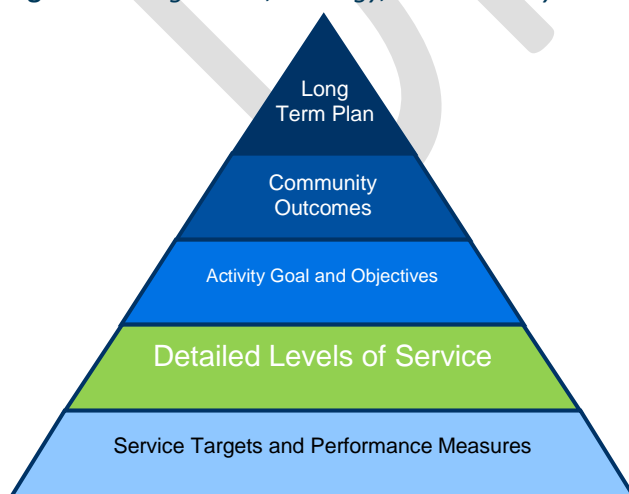 Long
Term Plan
Community
Outcomes
Activity Goal and Objectives
Detailed Levels of Service
Service Targets and Performance Measures